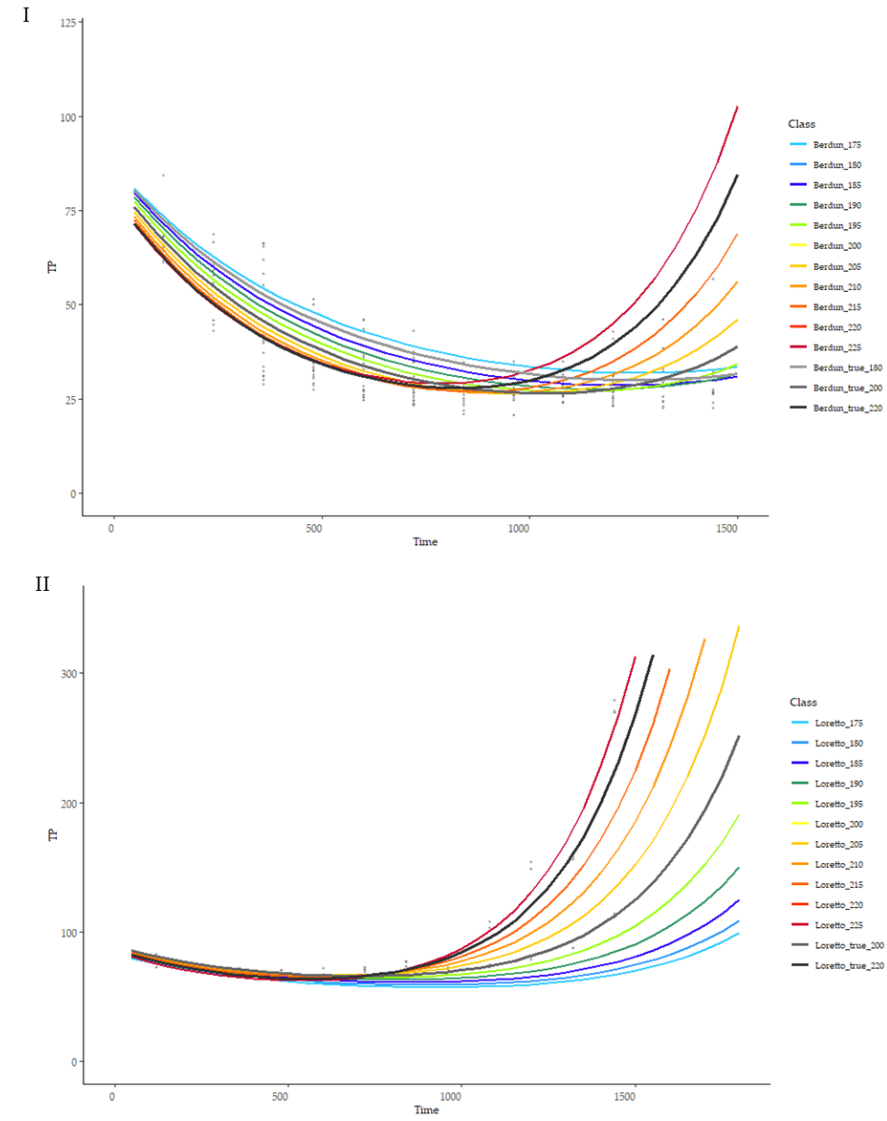 I
125
100
75
50
25
0
TP
0
500
1000
1500
Time
Class
Berdun_175
Berdun_180
Berdun_185
Berdun_190
Berdun_195
Berdun_200
Berdun_205
Berdun_210
Berdun_215
Berdun_220
Berdun_225
Berdun_true_180
Berdun_true_200
Berdun_true_220
II
300
200
100
0
TP
0
500
1000
1500
Time
Class
Loretto_175
Loretto_180
Loretto_185
Loretto_190
Loretto_195
Loretto_200
Loretto_205
Loretto_210
Loretto_215
Loretto_220
Loretto_225
Loretto_true_200
Loretto_true_220